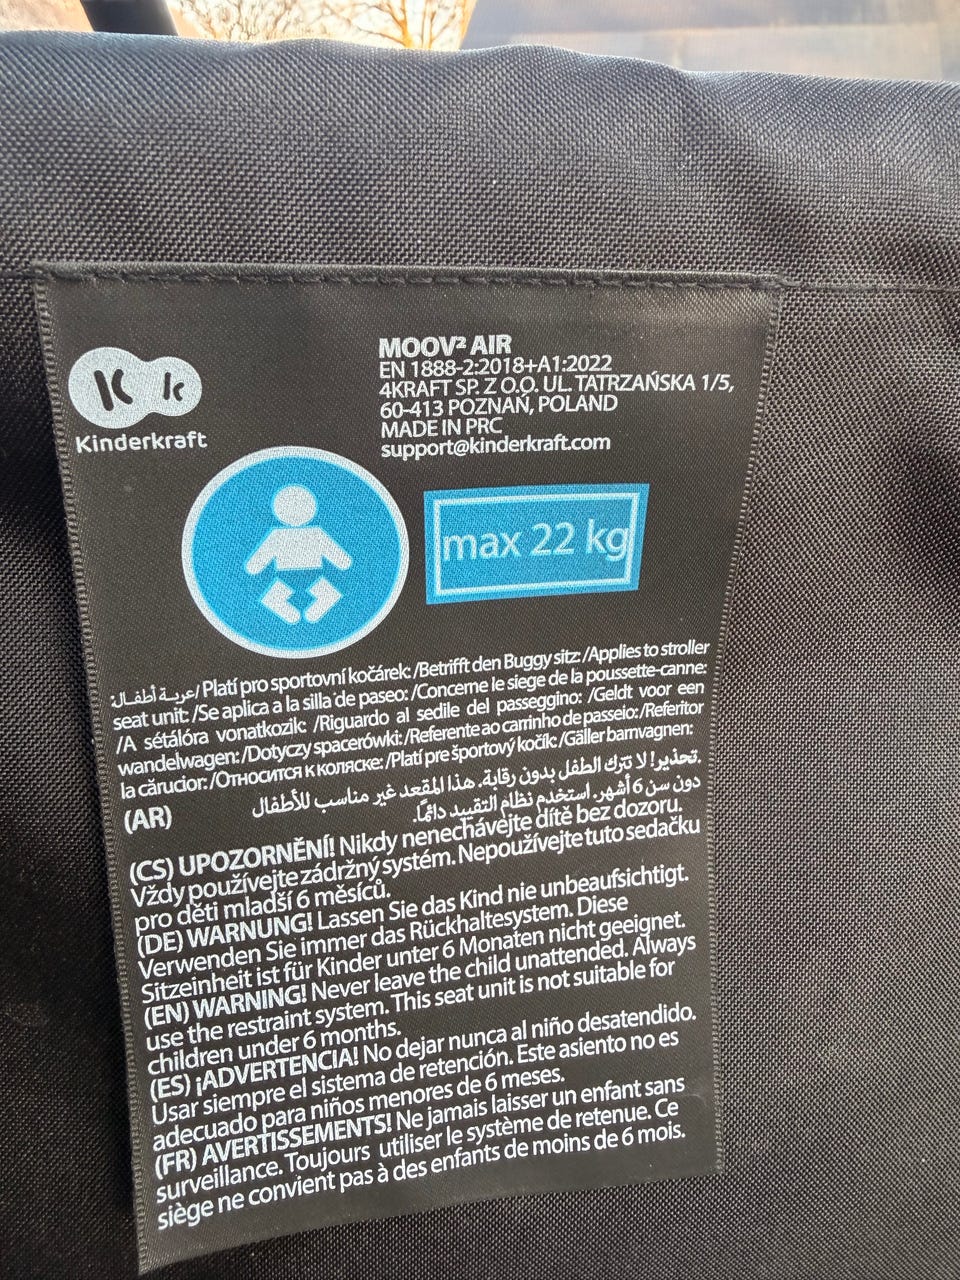 K k
Kinderkraft
MOOV² AIR
EN 1888-2:2018+A1:2022
4KRAFT SP. Z O.O. UL. TATRZAŃSKA 1/5,
60-413 POZNAŃ, POLAND
MADE IN PRC
support@kinderkraft.com
max 22 kg
عربة أطفال: / Platí pro sportovní kočárek: /Betrifft den Buggy sitz: /Applies to stroller
seat unit: /Se aplica a la silla de paseo: /Concerne le siege de la poussette-canne:
/A sétálóra vonatkozik: /Riguardo al sedile del passeggino: /Geldt voor een
wandelwagen: /Dotyczy spacerówki: /Referente ao carrinho de passeio: /Referitor
la cărucior: /Относится к коляске: /Platí pre športový kočík: /Gäller barnvagnen:
(AR) تحذير! لا تترك الطفل بدون رقابة. هذا المقعد غير مناسب للأطفال
دون سن 6 أشهر. استخدم نظام التقييد دائمًا.
(CS) UPOZORNĚNÍ! Nikdy nenechávejte dítě bez dozoru.
Vždy používejte zádržný systém. Nepoužívejte tuto sedačku
pro děti mladší 6 měsíců.
(DE) WARNUNG! Lassen Sie das Kind nie unbeaufsichtigt.
Verwenden Sie immer das Rückhaltesystem. Diese
Sitzeinheit ist für Kinder unter 6 Monaten nicht geeignet.
(EN) WARNING! Never leave the child unattended. Always
use the restraint system. This seat unit is not suitable for
children under 6 months.
(ES) ¡ADVERTENCIA! No dejar nunca al niño desatendido.
Usar siempre el sistema de retención. Este asiento no es
adecuado para niños menores de 6 meses.
(FR) AVERTISSEMENTS! Ne jamais laisser un enfant sans
surveillance. Toujours utiliser le système de retenue. Ce
siège ne convient pas à des enfants de moins de 6 mois.